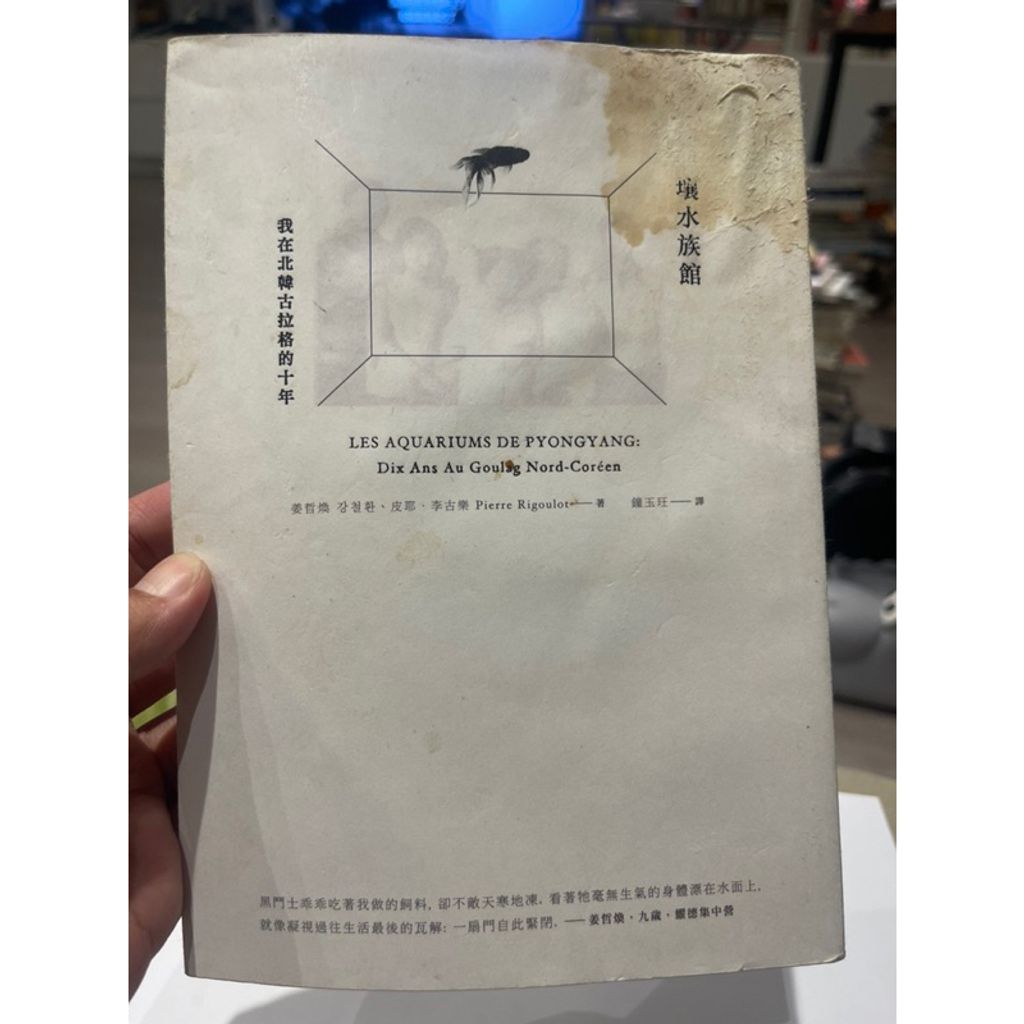 壤水族館
我在北韓古拉格的十年
LES AQUARIUMS DE PYONGYANG:
Dix Ans Au Goulag Nord-Coréen
姜哲煥 강철환、皮耶．李古樂 Pierre Rigoulot──著　鐘玉玨──譯
黑鬥士乖乖吃著我做的飼料, 卻不敵天寒地凍. 看著牠毫無生氣的身體漂在水面上,
就像凝視過往生活最後的瓦解: 一扇門自此緊閉. ──姜哲煥, 九歲, 耀德集中營